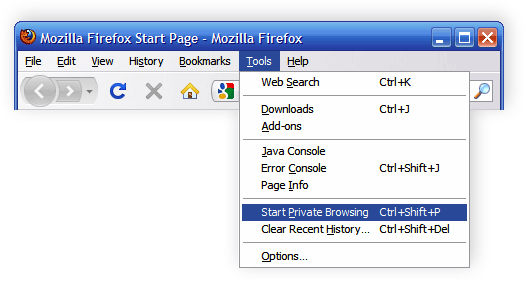 Mozilla Firefox Start Page - Mozilla Firefox
File Edit View History Bookmarks Tools Help
Web Search Ctrl+K
Downloads Ctrl+J
Add-ons
Java Console
Error Console Ctrl+Shift+J
Page Info
Start Private Browsing Ctrl+Shift+P
Clear Recent History... Ctrl+Shift+Del
Options...